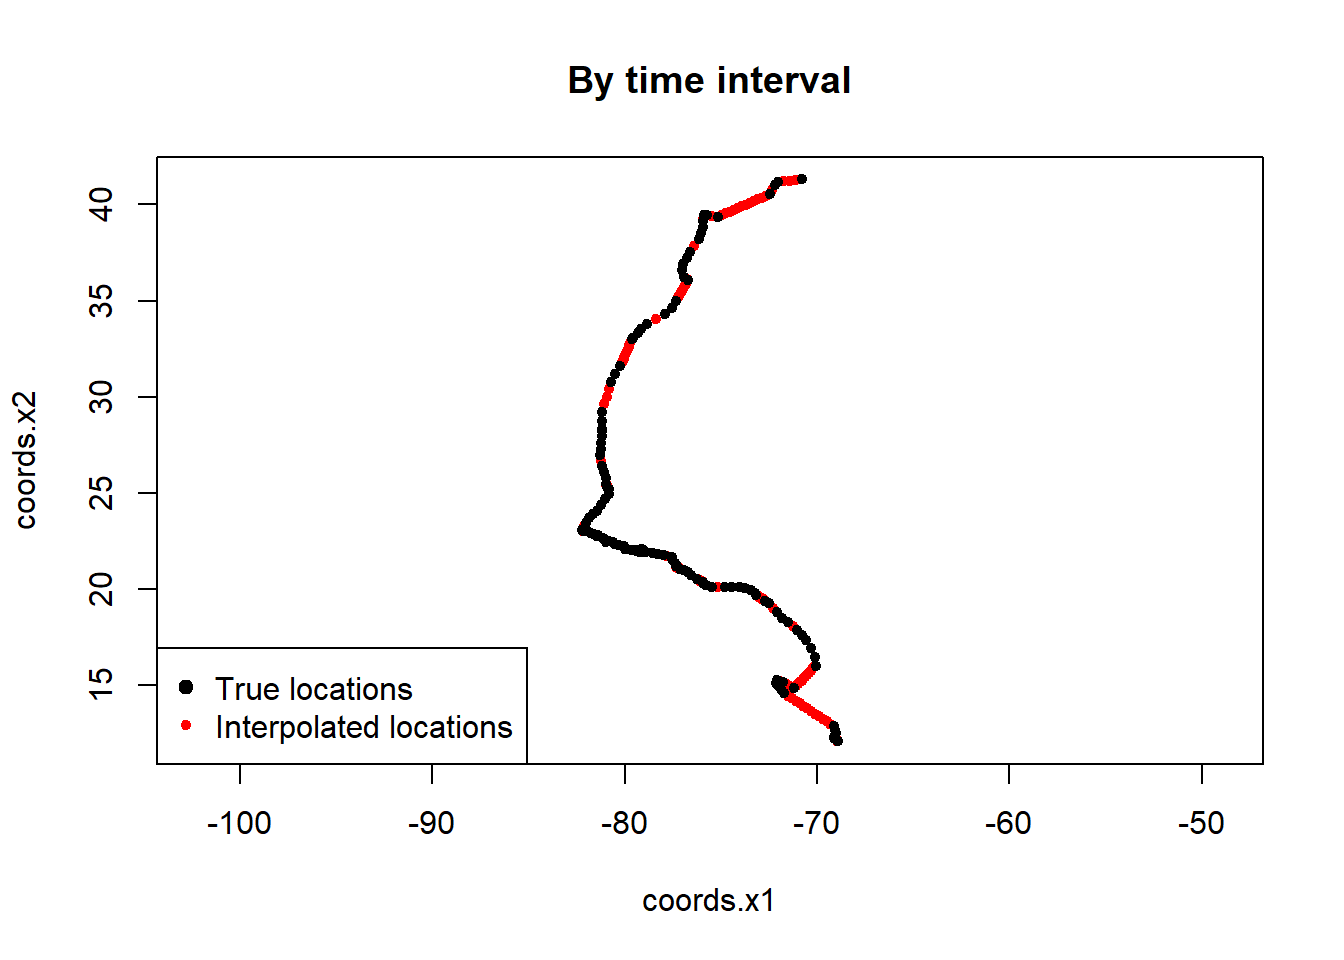 By time interval
coords.x2
40
35
30
25
20
15
True locations
Interpolated locations
-100 -90 -80 -70 -60 -50
coords.x1